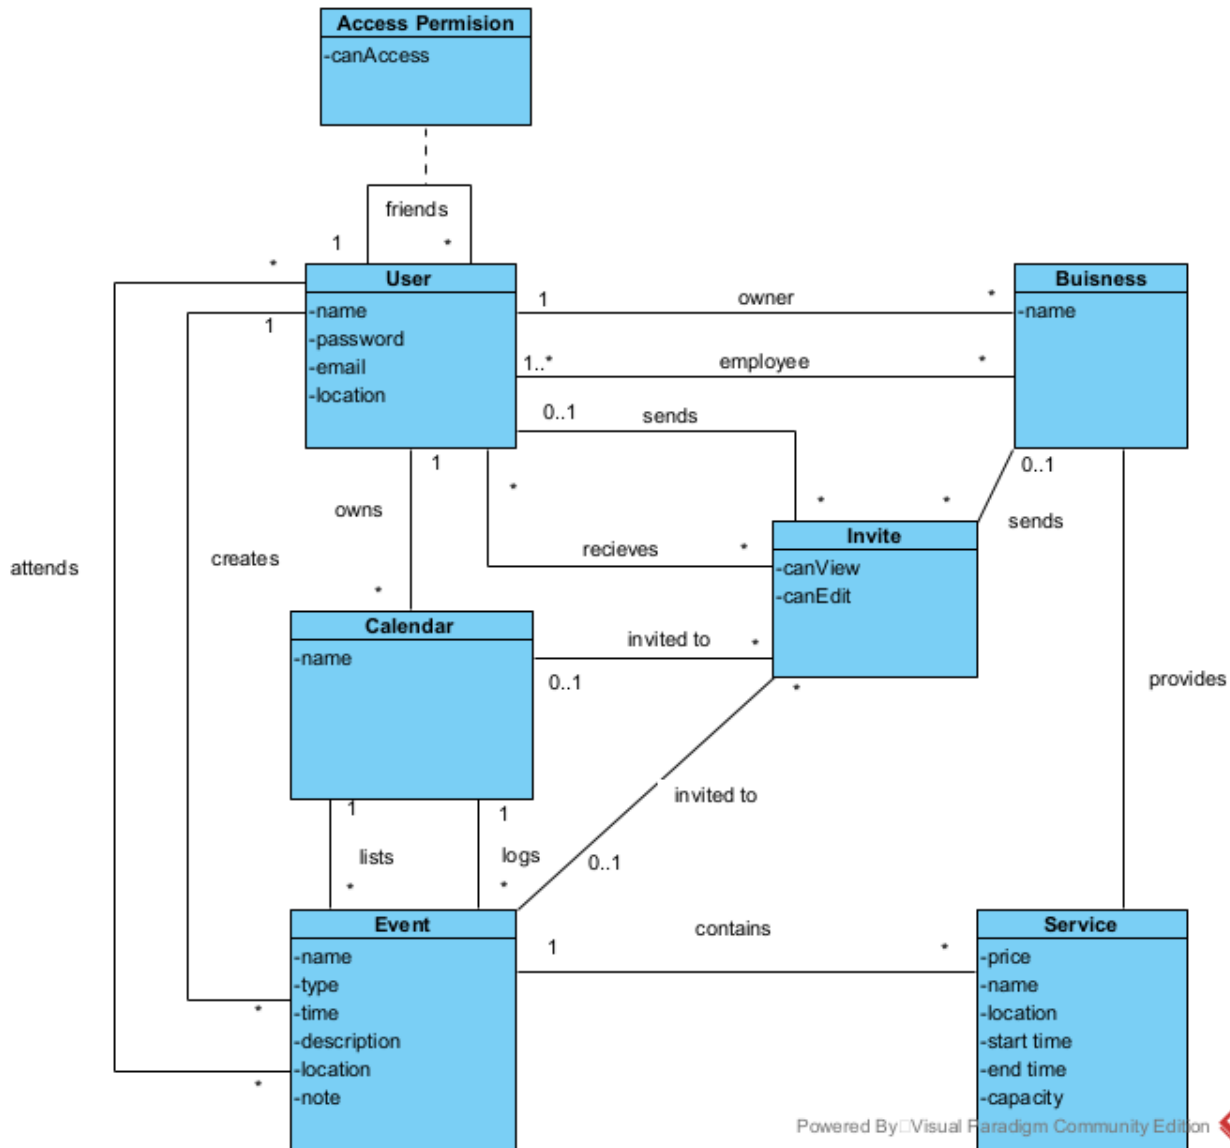 Access Permision
-canAccess
friends
1
*
*
User
-name
-password
-email
-location
1
1
owner
*
Buisness
-name
1..*
employee
*
0..1
sends
1
*
owns
*
*
0..1
sends
creates
attends
recieves
*
Invite
-canView
-canEdit
*
Calendar
-name
invited to
*
0..1
*
provides
invited to
1
1
lists
logs
0..1
*
*
Event
-name
-type
-time
-description
-location
-note
*
*
contains
1
*
Service
-price
-name
-location
-start time
-end time
-capacity
Powered By Visual Paradigm Community Edition